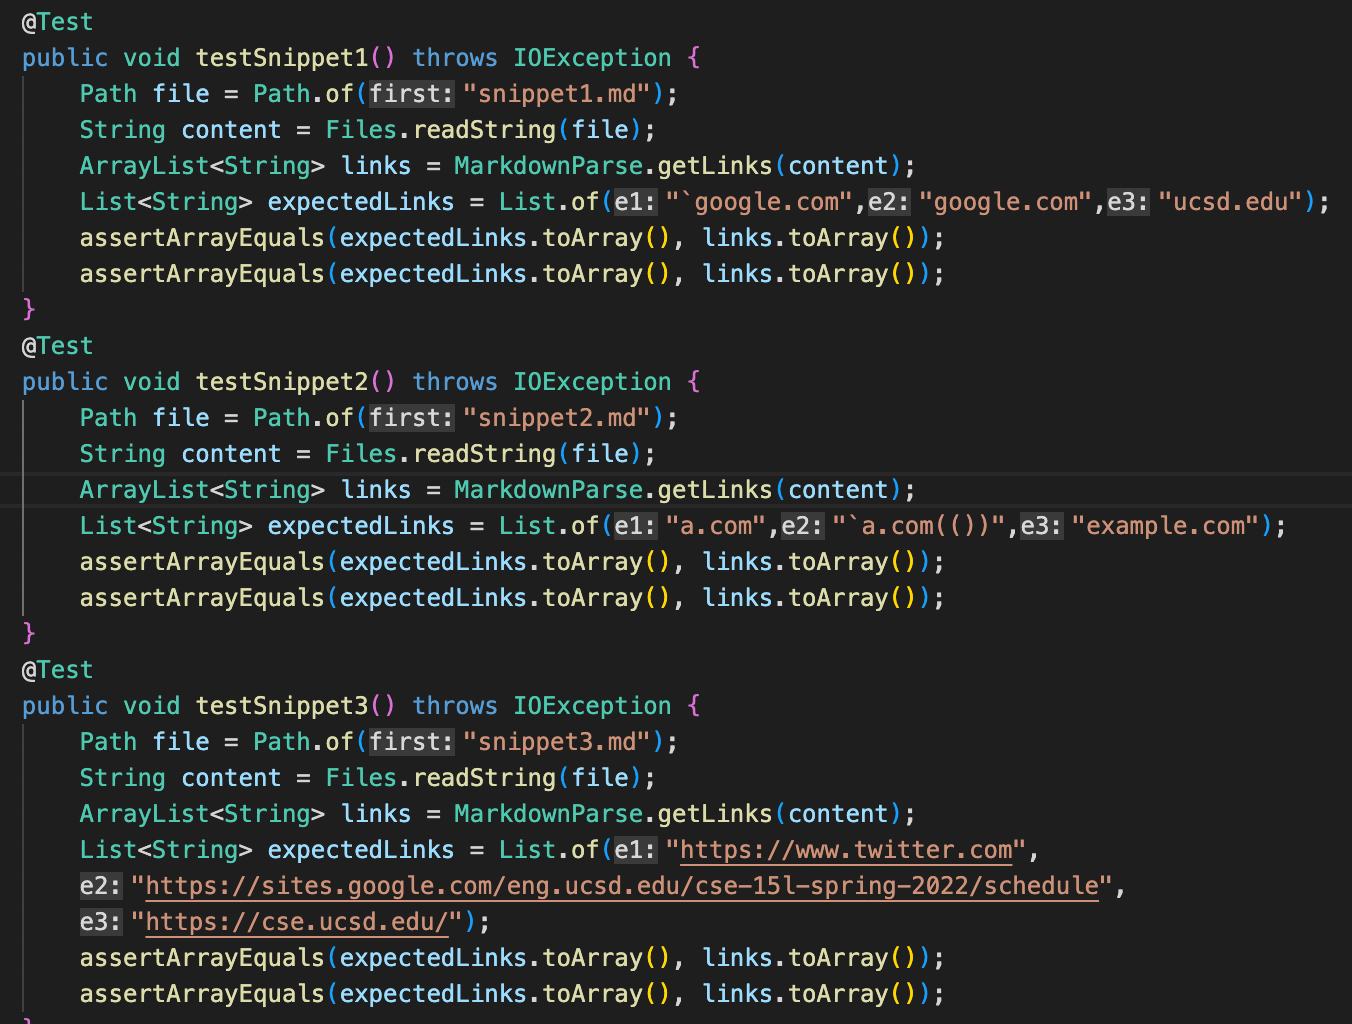 @Test
public void testSnippet1() throws IOException {
    Path file = Path.of(first: "snippet1.md");
    String content = Files.readString(file);
    ArrayList<String> links = MarkdownParse.getLinks(content);
    List<String> expectedLinks = List.of(e1: "`google.com",e2: "google.com",e3: "ucsd.edu");
    assertArrayEquals(expectedLinks.toArray(), links.toArray());
    assertArrayEquals(expectedLinks.toArray(), links.toArray());
}
@Test
public void testSnippet2() throws IOException {
    Path file = Path.of(first: "snippet2.md");
    String content = Files.readString(file);
    ArrayList<String> links = MarkdownParse.getLinks(content);
    List<String> expectedLinks = List.of(e1: "a.com",e2: "`a.com(())",e3: "example.com");
    assertArrayEquals(expectedLinks.toArray(), links.toArray());
    assertArrayEquals(expectedLinks.toArray(), links.toArray());
}
@Test
public void testSnippet3() throws IOException {
    Path file = Path.of(first: "snippet3.md");
    String content = Files.readString(file);
    ArrayList<String> links = MarkdownParse.getLinks(content);
    List<String> expectedLinks = List.of(e1: "https://www.twitter.com",
    e2: "https://sites.google.com/eng.ucsd.edu/cse-15l-spring-2022/schedule",
    e3: "https://cse.ucsd.edu/");
    assertArrayEquals(expectedLinks.toArray(), links.toArray());
    assertArrayEquals(expectedLinks.toArray(), links.toArray());
}